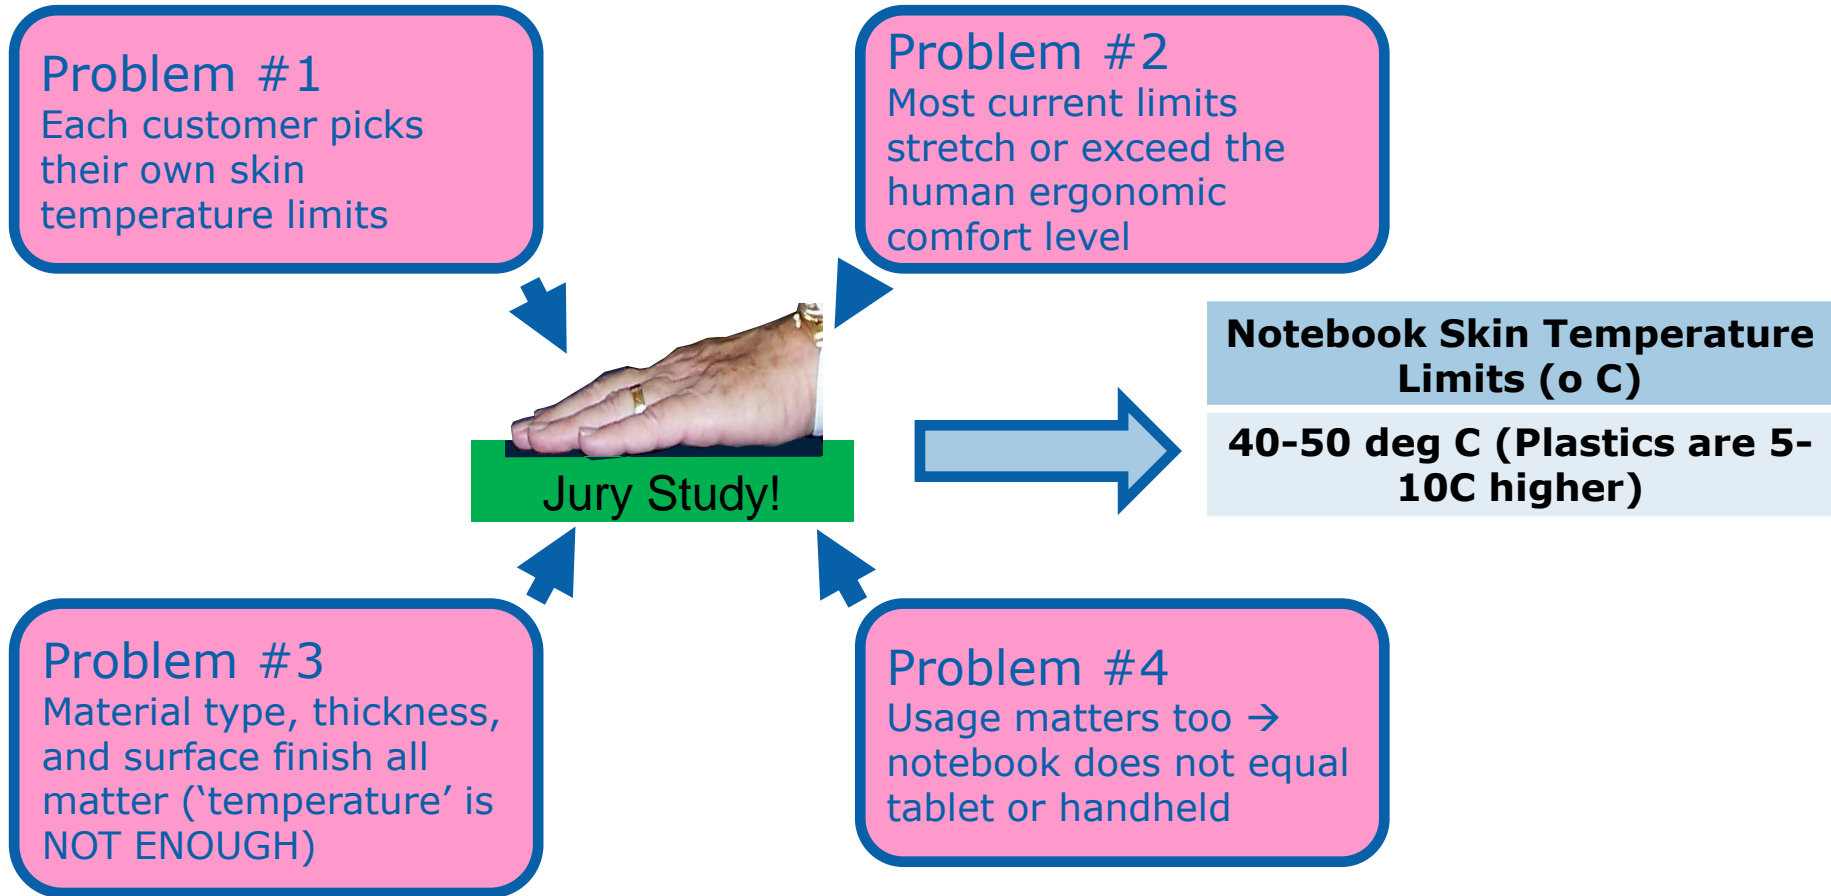 Problem #1
Each customer picks
their own skin
temperature limits
Problem #2
Most current limits
stretch or exceed the
human ergonomic
comfort level
Notebook Skin Temperature
Limits (o C)
40-50 deg C (Plastics are 5-
10C higher)
Jury Study!
Problem #3
Material type, thickness,
and surface finish all
matter (‘temperature’ is
NOT ENOUGH)
Problem #4
Usage matters too →
notebook does not equal
tablet or handheld